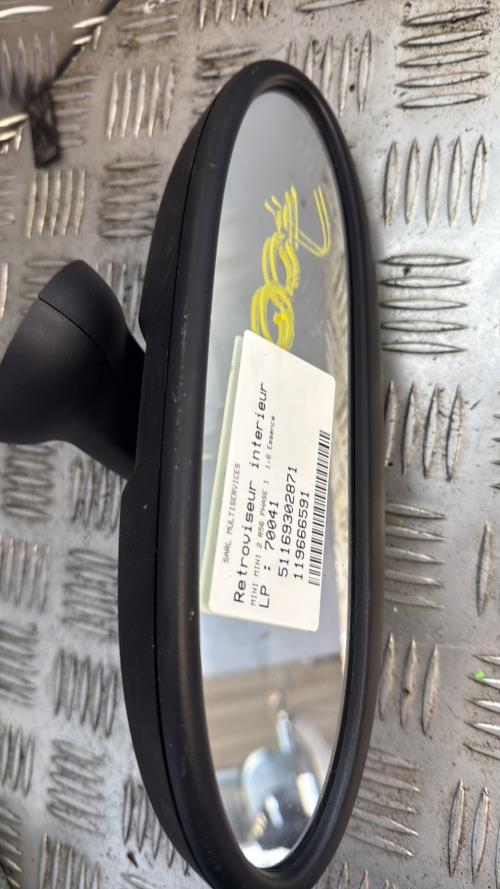 SARL MULTISERVICES
Retroviseur interieur
MINI MINI 2 R56 PHASE 1 1.6 Essence
LP : 70041
51169302871
119666591